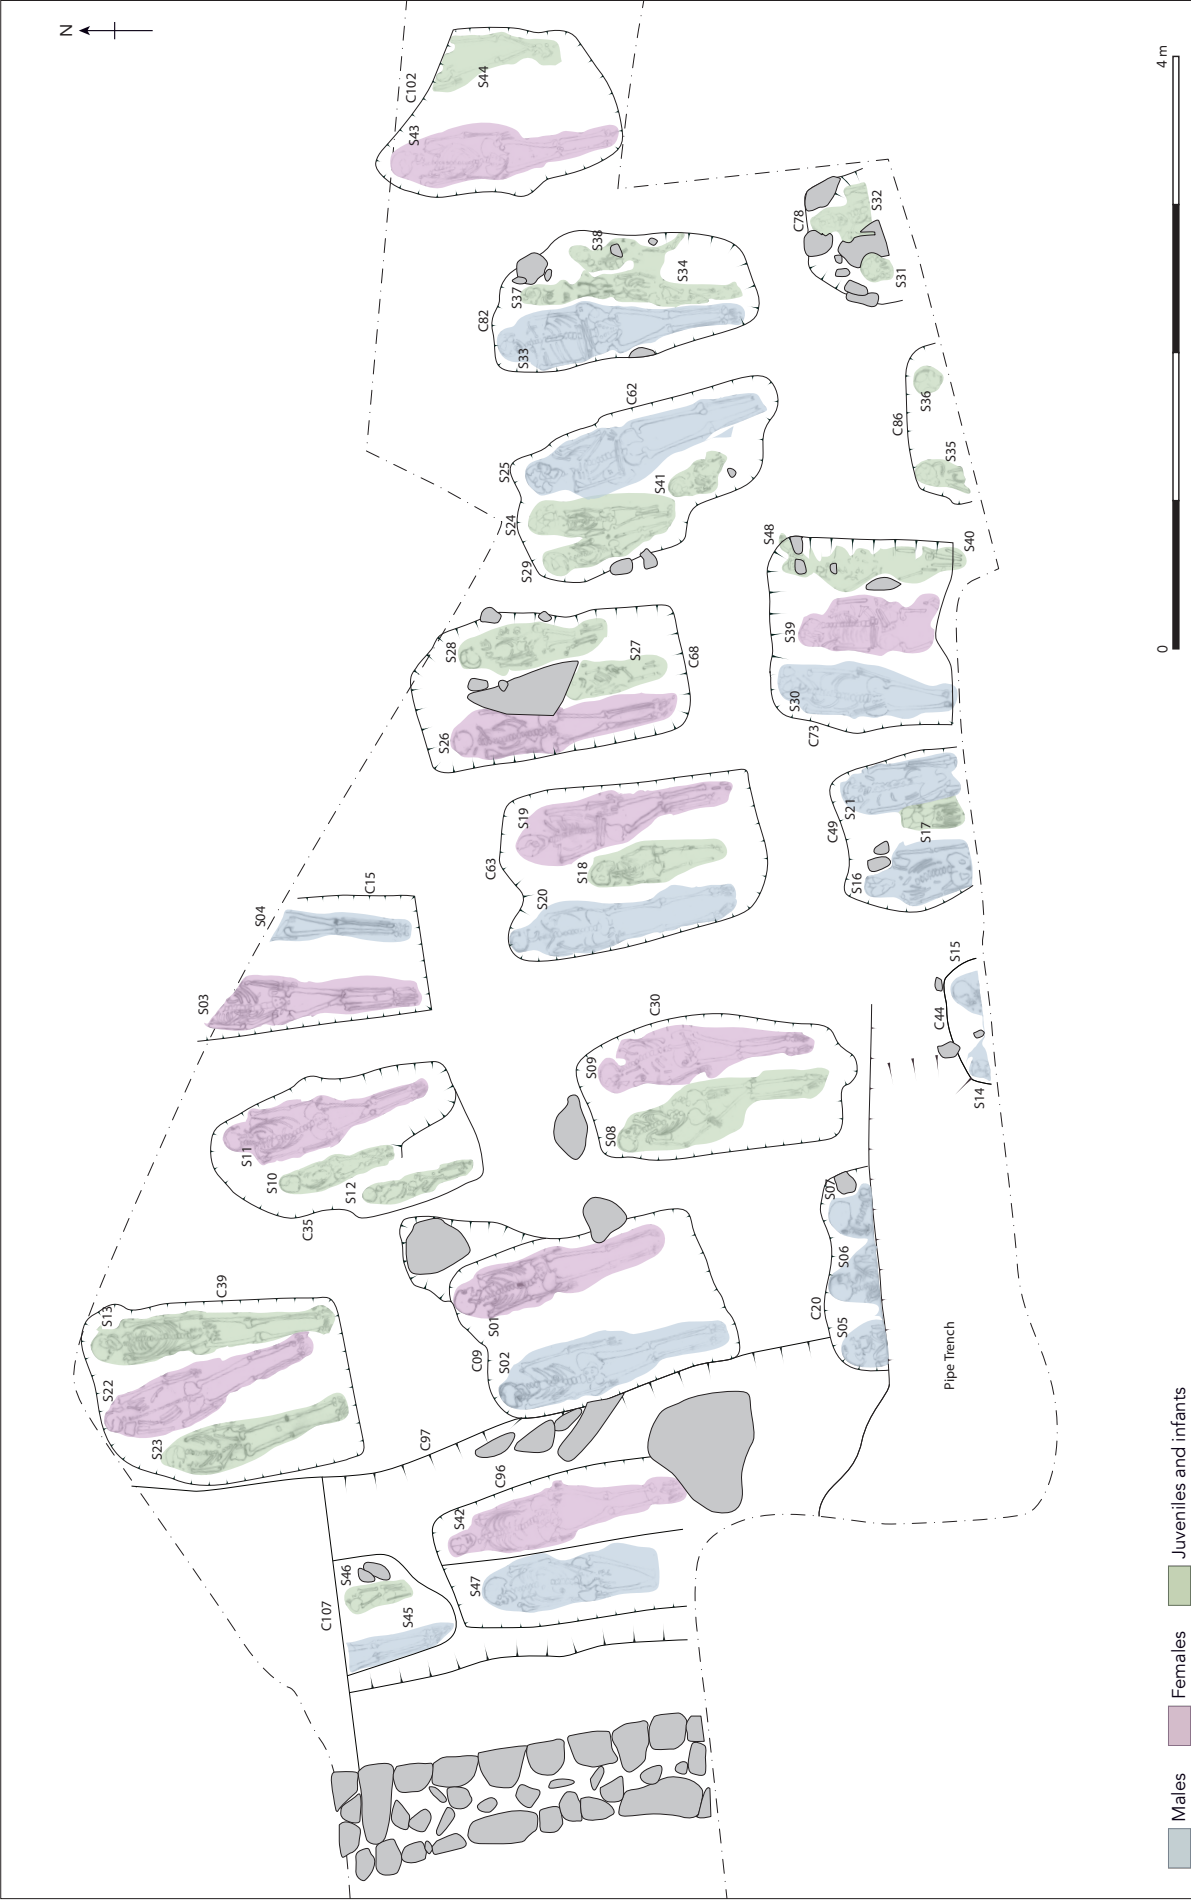 N
4 m
0
C102
S44
S43
C78
S32
S31
S38
S37
S34
C82
S33
C62
S25
S41
S24
S29
C86
S36
S35
S48
S40
S39
S30
C73
S28
S27
C68
S26
S19
C63
S18
S20
S21
C49
S17
S16
C15
S04
S03
S15
C44
S14
C30
S09
S08
S11
S10
S12
C35
S07
S06
C20
S05
C39
S13
S22
S23
S01
C09
S02
Pipe Trench
C97
C96
S42
S47
S46
C107
S45
Males
Females
Juveniles and infants